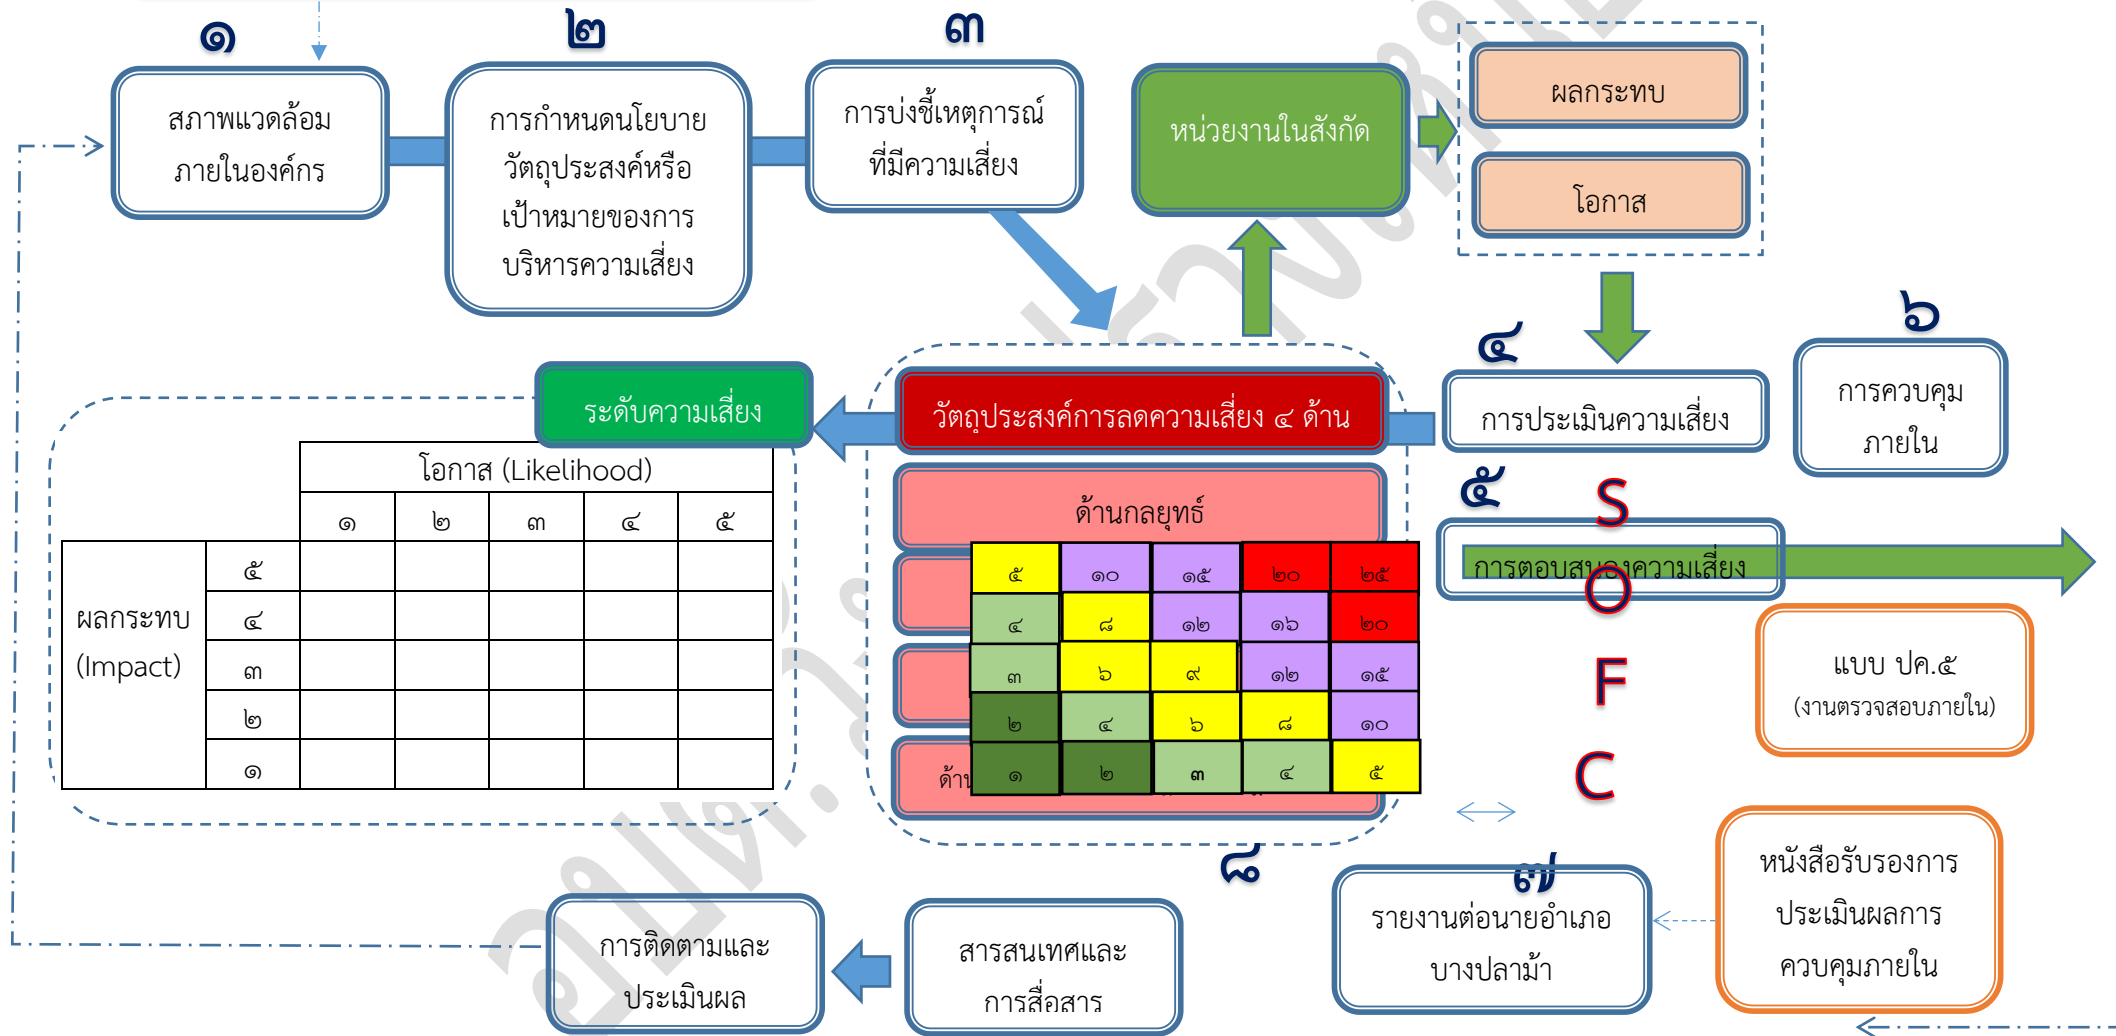 ๑
๒
๓
สภาพแวดล้อม
ภายในองค์กร
การกำหนดนโยบาย
วัตถุประสงค์หรือ
เป้าหมายของการ
บริหารความเสี่ยง
การบ่งชี้เหตุการณ์
ที่มีความเสี่ยง
หน่วยงานในสังกัด
ผลกระทบ
โอกาส
๔
๖
ระดับความเสี่ยง
วัตถุประสงค์การลดความเสี่ยง ๔ ด้าน
การประเมินความเสี่ยง
การควบคุม
ภายใน
โอกาส (Likelihood)
๑ ๒ ๓ ๔ ๕
ผลกระทบ
(Impact)
๕
๔
๓
๒
๑
ด้านกลยุทธ์
๕ ๑๐ ๑๕ ๒๐ ๒๕
๔ ๘ ๑๒ ๑๖ ๒๐
๓ ๖ ๙ ๑๒ ๑๕
๒ ๔ ๖ ๘ ๑๐
๑ ๒ ๓ ๔ ๕
ด้าน
๕
การตอบสนองความเสี่ยง
S
O
F
C
แบบ ปค.๕
(งานตรวจสอบภายใน)
๘
๗
การติดตามและ
ประเมินผล
สารสนเทศและ
การสื่อสาร
รายงานต่อนายอำเภอ
บางปลาม้า
หนังสือรับรองการ
ประเมินผลการ
ควบคุมภายใน